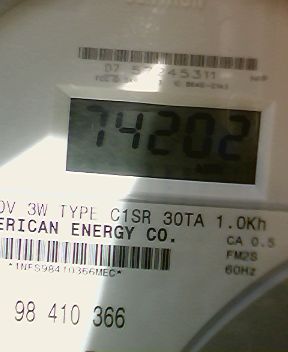 07 57245311
74202
0V 3W TYPE C1SR 30TA 1.0Kh
ERICAN ENERGY CO.
CA 0.5
*1NFS98410366MEC*
FM2S
60Hz
98 410 366